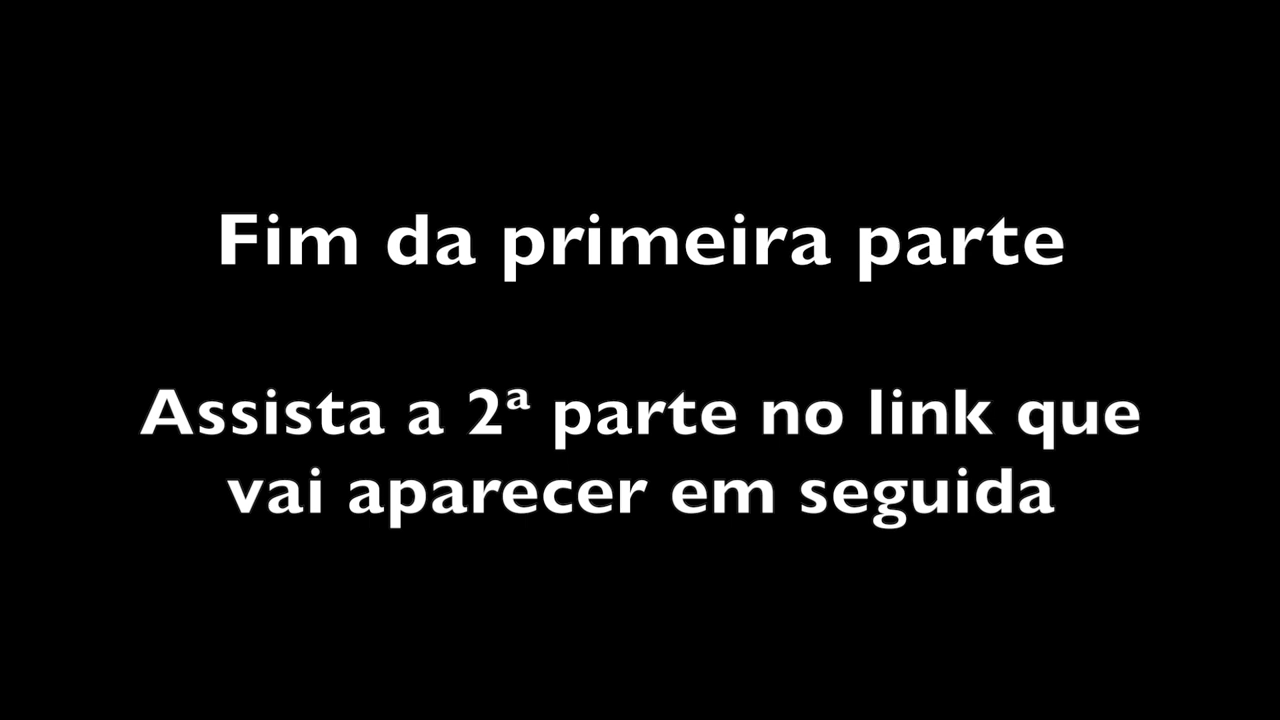 Fim da primeira parte
Assista a 2ª parte no link que
vai aparecer em seguida